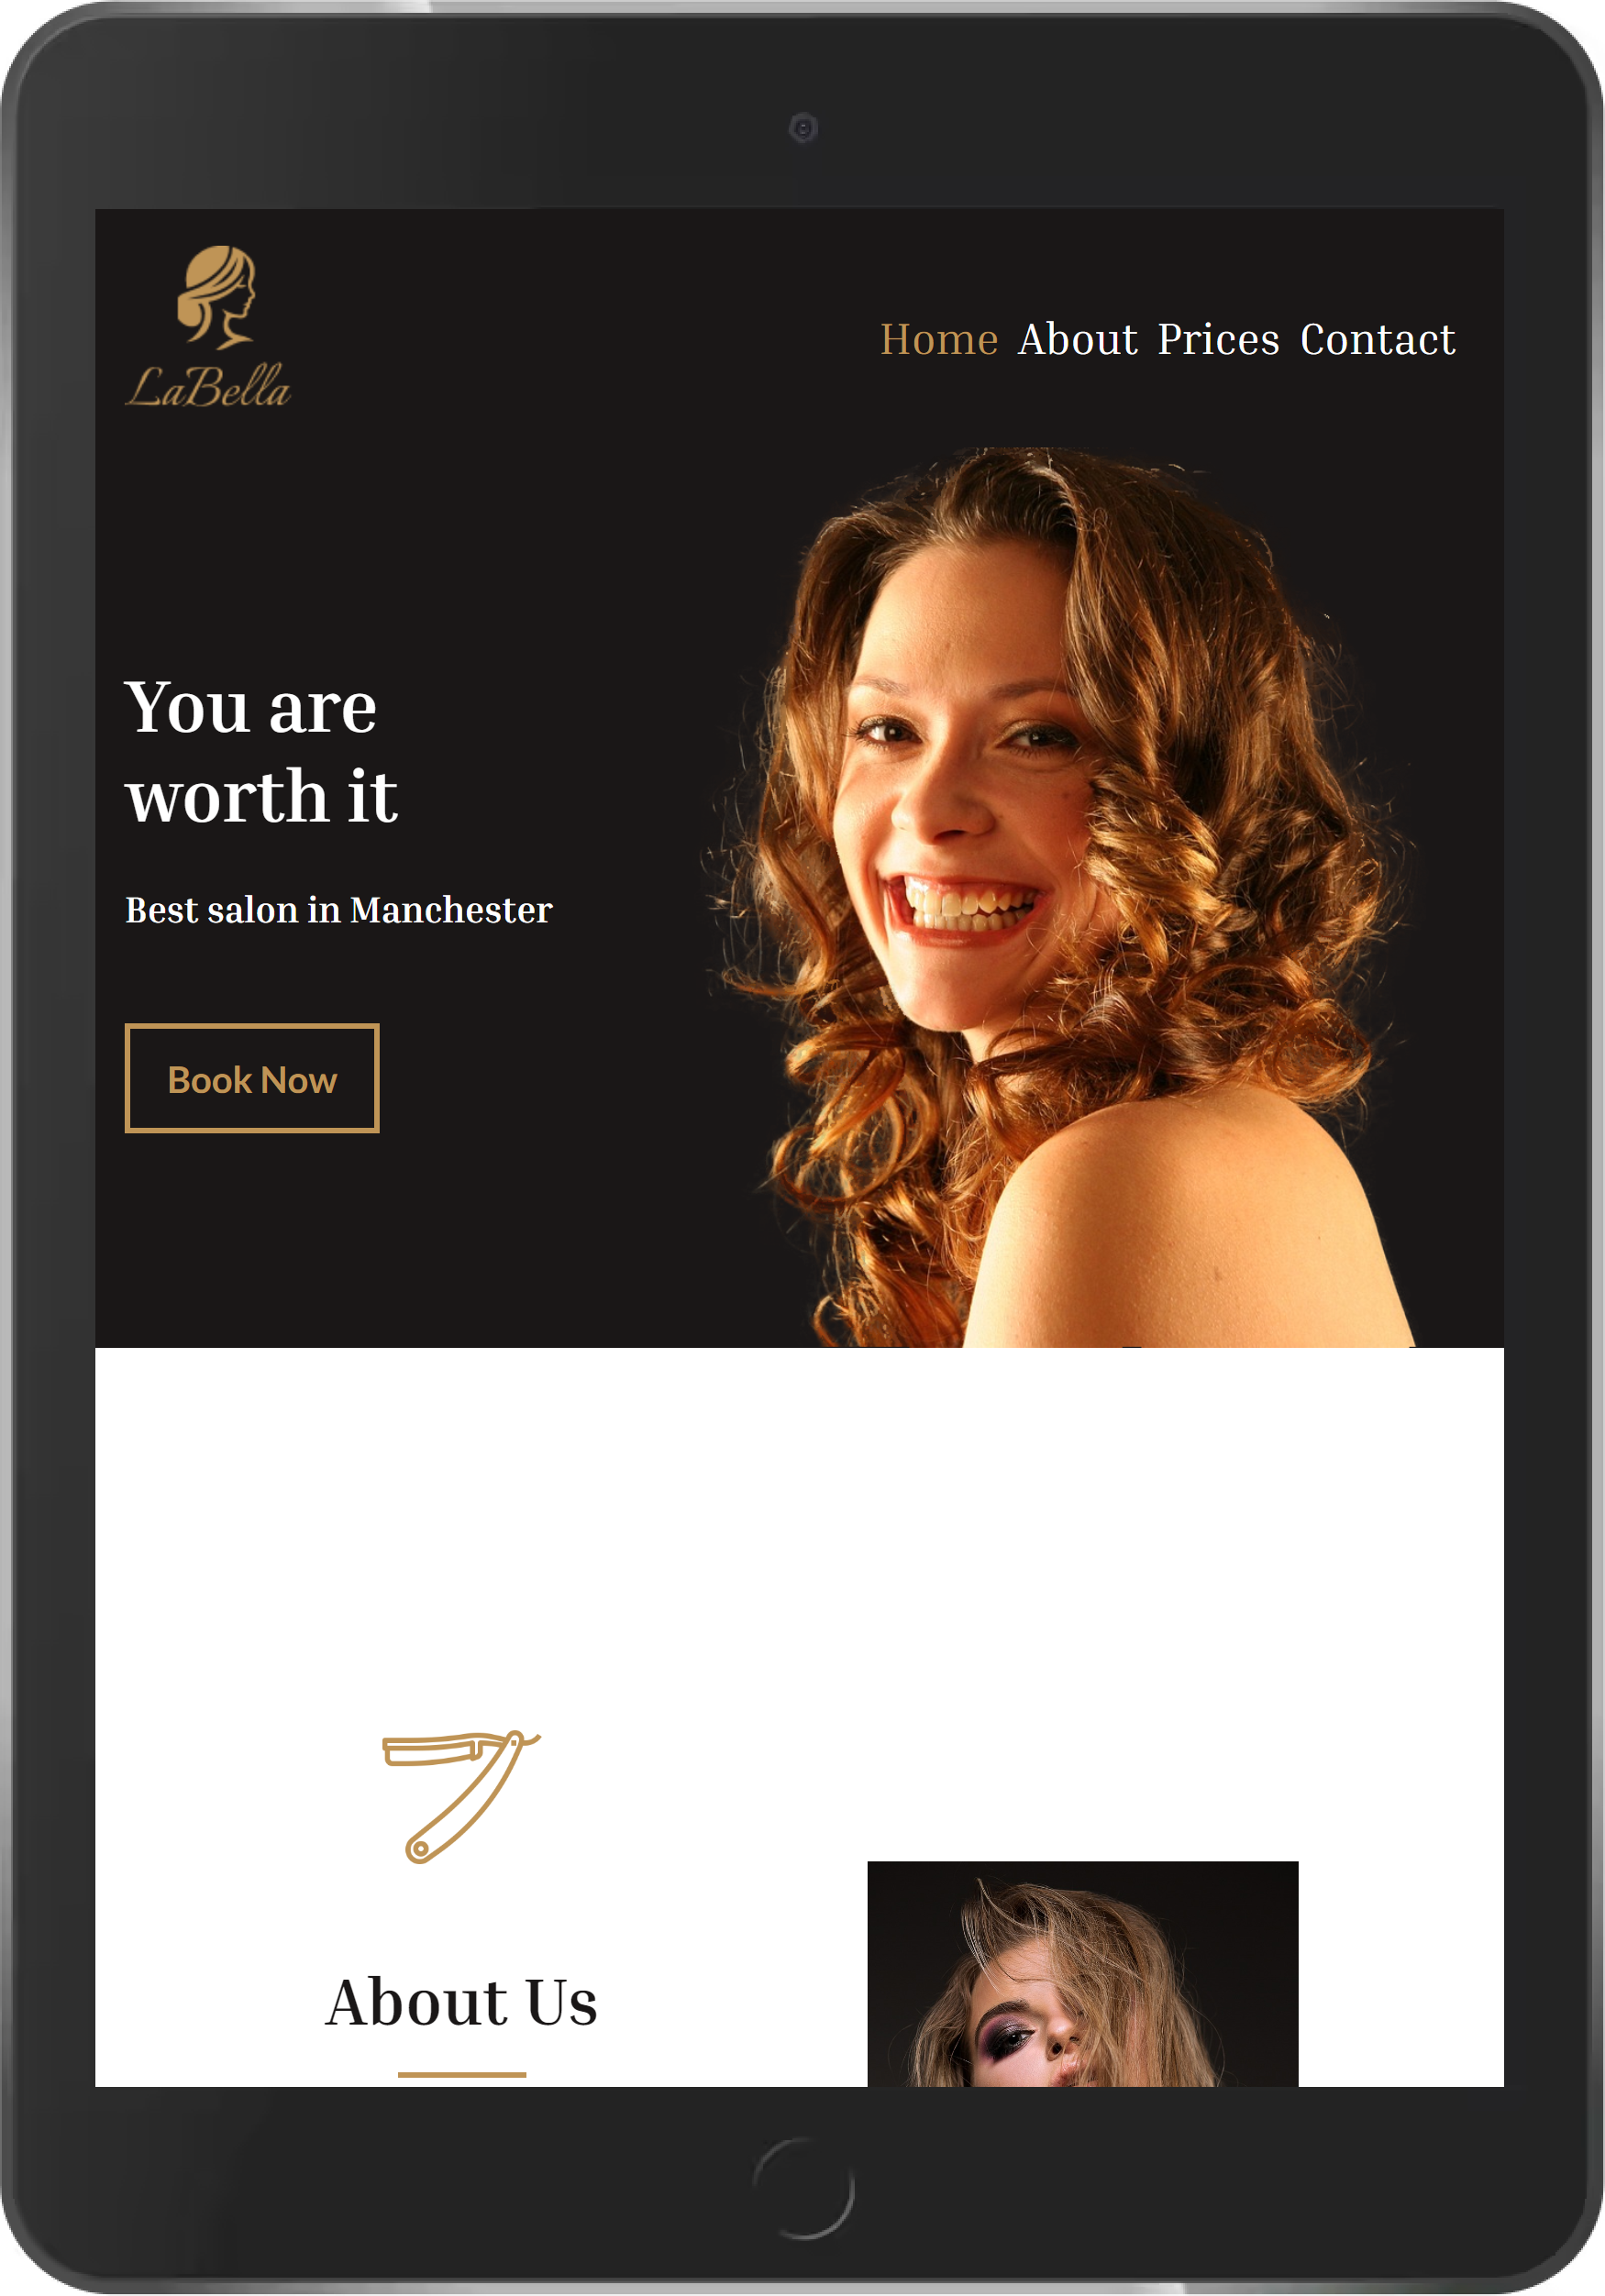 LaBella
Home About Prices Contact
You are
worth it
Best salon in Manchester
Book Now
About Us